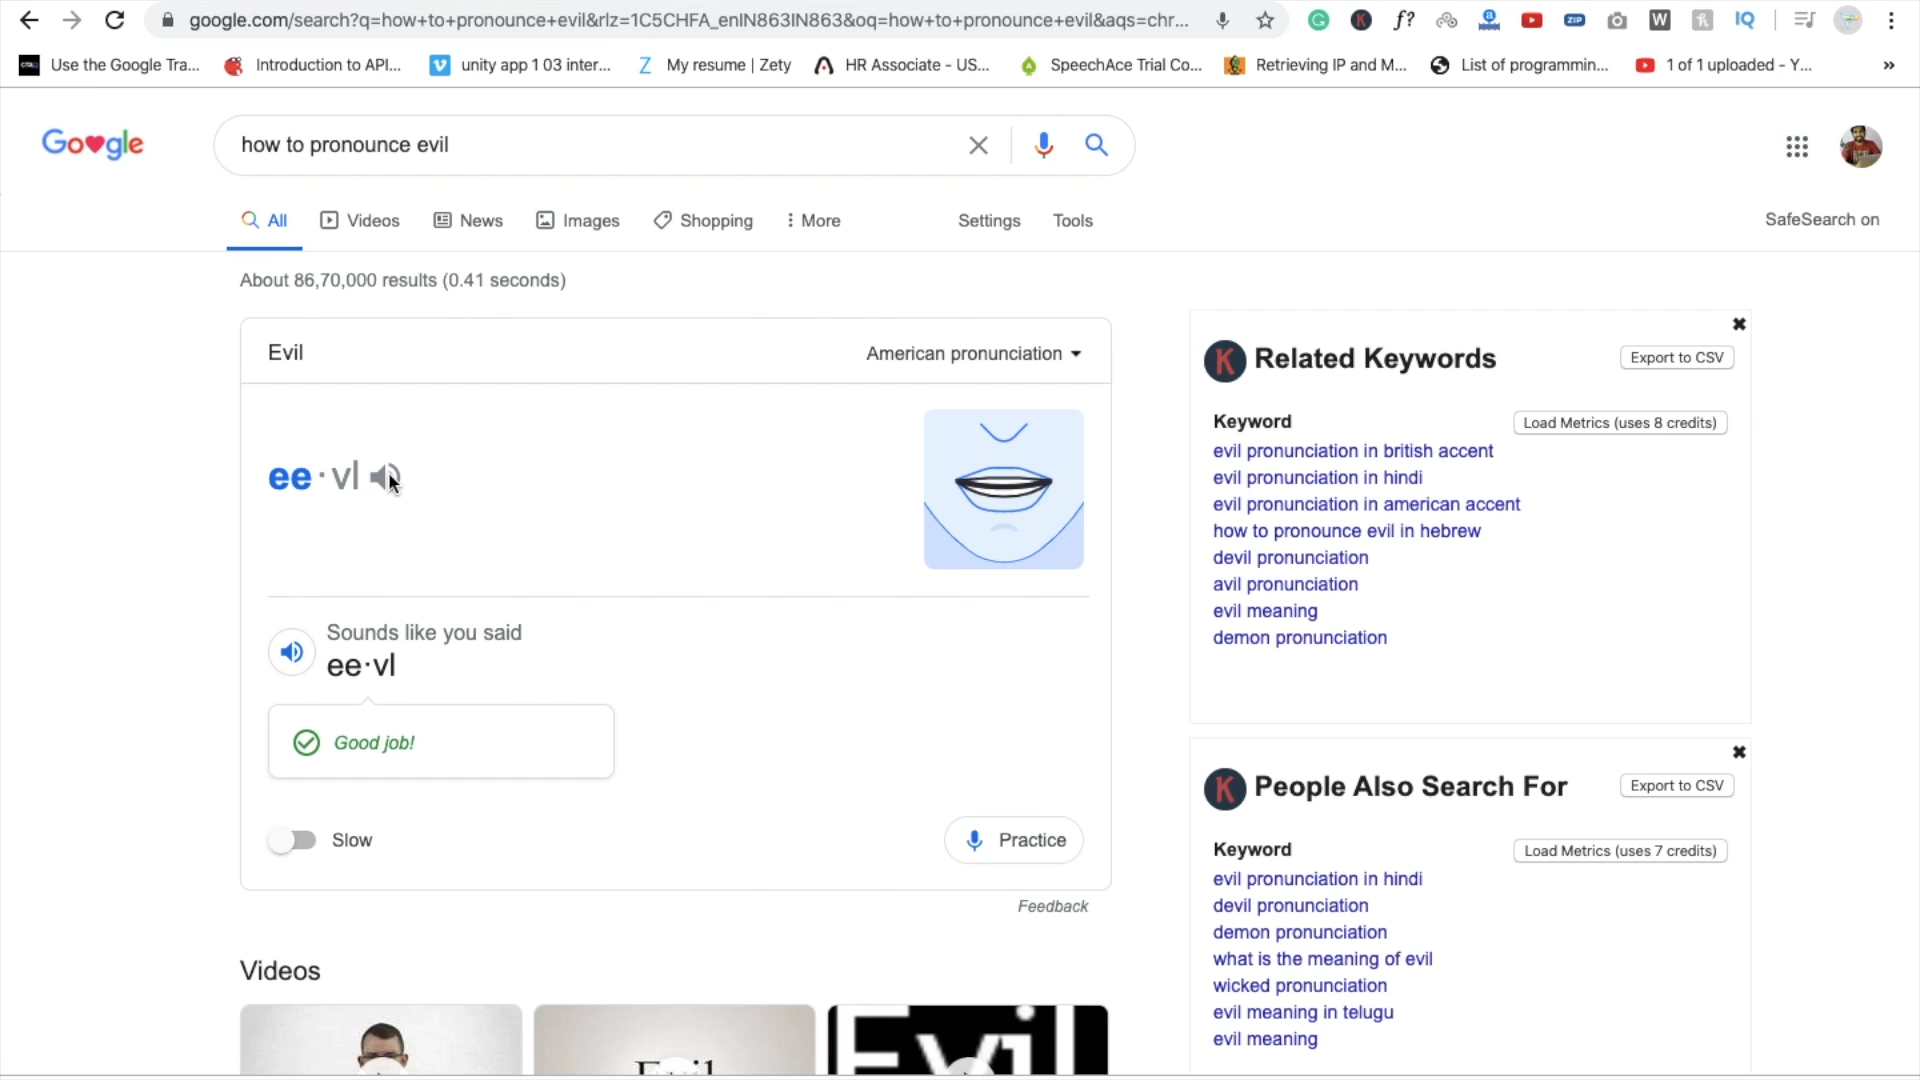 google.com/search?q=how+to+pronounce+evil&rlz=1C5CHFA_enIN863IN863&oq=how+to+pronounce+evil&aqs=chr...
f?
ZIP
W
IQ
Use the Google Tra...
Introduction to API...
unity app 1 03 inter...
My resume | Zety
HR Associate - US...
SpeechAce Trial Co...
Retrieving IP and M...
List of programmin...
1 of 1 uploaded - Y...
»
Google
how to pronounce evil
All
Videos
News
Images
Shopping
More
Settings
Tools
SafeSearch on
About 86,70,000 results (0.41 seconds)
Evil
American pronunciation
ee · vl
Sounds like you said
ee·vl
Good job!
Slow
Practice
Feedback
Videos
Evil
Evil
K Related Keywords
Export to CSV
Keyword
Load Metrics (uses 8 credits)
evil pronunciation in british accent
evil pronunciation in hindi
evil pronunciation in american accent
how to pronounce evil in hebrew
devil pronunciation
avil pronunciation
evil meaning
demon pronunciation
K People Also Search For
Export to CSV
Keyword
Load Metrics (uses 7 credits)
evil pronunciation in hindi
devil pronunciation
demon pronunciation
what is the meaning of evil
wicked pronunciation
evil meaning in telugu
evil meaning